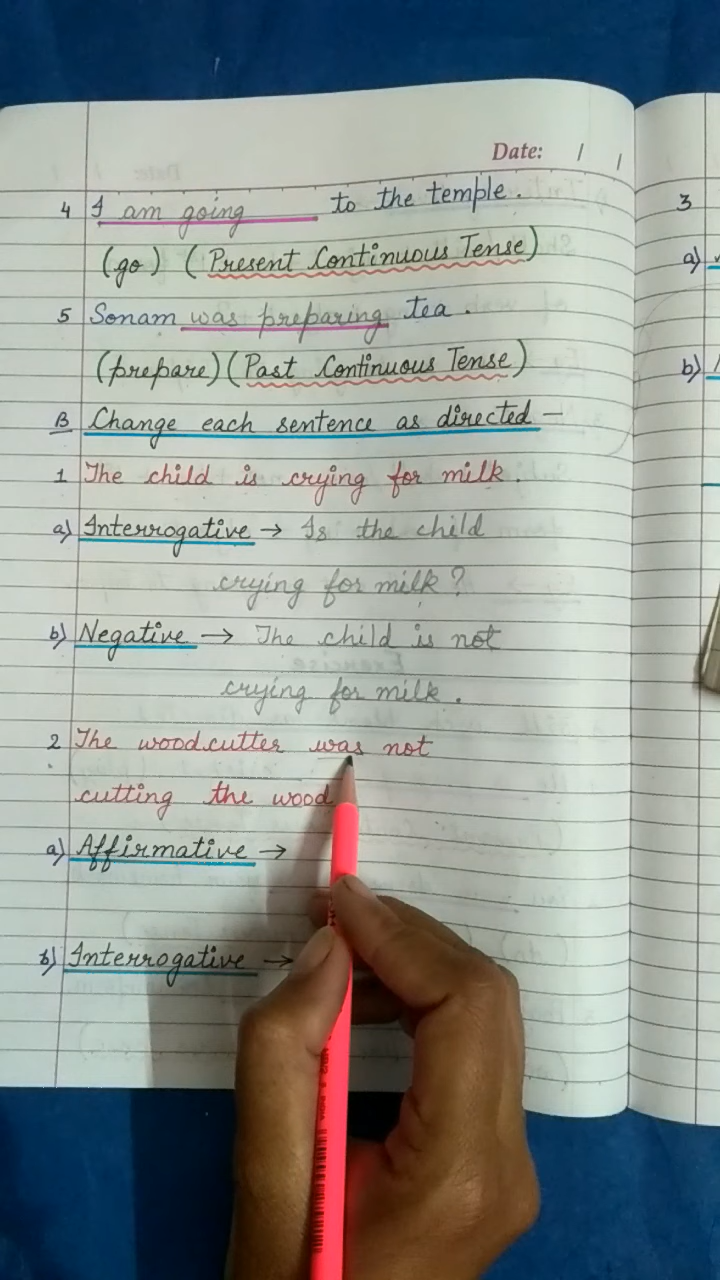 Date: / /
4 I am going to the temple.
(go) (Present Continuous Tense)
5 Sonam was preparing tea.
(prepare) (Past Continuous Tense)
B Change each sentence as directed —
1 The child is crying for milk.
a) Interrogative → Is the child
crying for milk?
b) Negative → The child is not
crying for milk.
2 The woodcutter was not
cutting the wood
a) Affirmative →
b) Interrogative →
3
a)
b)